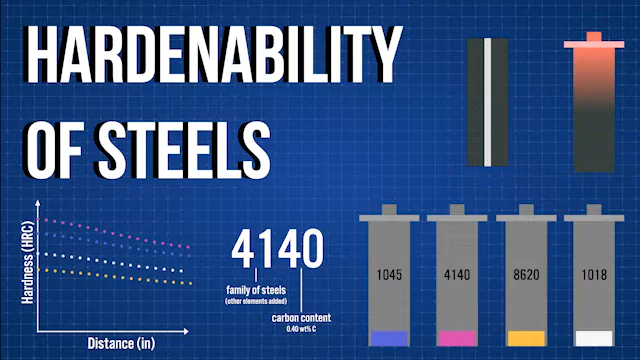 HARDENABILITY
OF STEELS
Hardness (HRC)
Distance (in)
4140
family of steels
(other elements added)
carbon content
0.40 wt% C
1045
4140
8620
1018